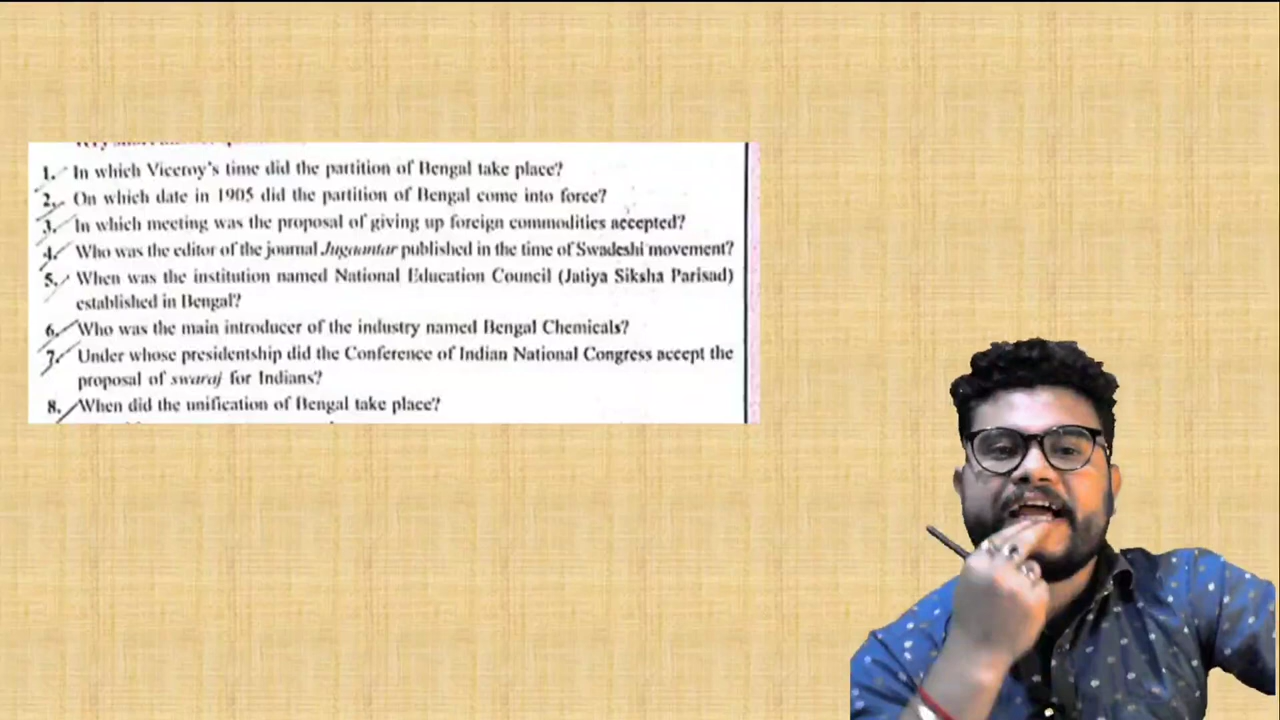 1. In which Viceroy's time did the partition of Bengal take place?
2. On which date in 1905 did the partition of Bengal come into force?
3. In which meeting was the proposal of giving up foreign commodities accepted?
4. Who was the editor of the journal Jugaantar published in the time of Swadeshi movement?
5. When was the institution named National Education Council (Jatiya Siksha Parisad)
established in Bengal?
6. Who was the main introducer of the industry named Bengal Chemicals?
7. Under whose presidentship did the Conference of Indian National Congress accept the
proposal of swaraj for Indians?
8. When did the unification of Bengal take place?